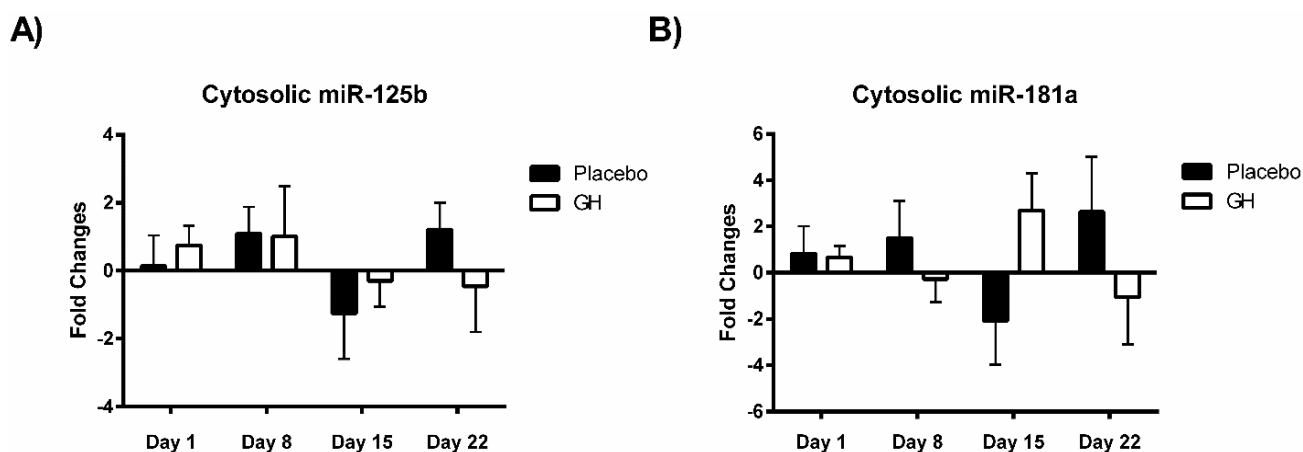 A)
Cytosolic miR-125b
Fold Changes
4
2
0
-2
-4
Day 1 Day 8 Day 15 Day 22
Placebo
GH
B)
Cytosolic miR-181a
Fold Changes
6
4
2
0
-2
-4
-6
Day 1 Day 8 Day 15 Day 22
Placebo
GH